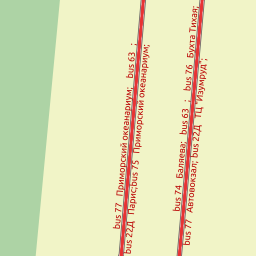 bus 77 Приморский океанариум; bus 63 ;
bus 22Д Парис;bus 75 Приморский океанариум;
bus 74 Баляева; bus 63 ; bus 76 Бухта Тихая;
bus 77 Автовокзал; bus 22Д ТЦ "Изумруд";